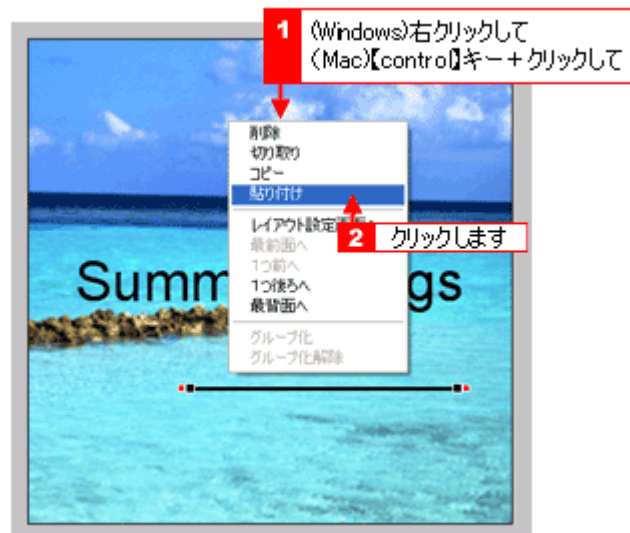 1 (Windows)右クリックして
(Mac)【control】キー+クリックして
削除
切り取り
コピー
貼り付け
レイアウト設定
2 クリックします
最前面へ
1つ前へ
Summ gs
1つ後ろへ
最背面へ
グループ化
グループ化解除